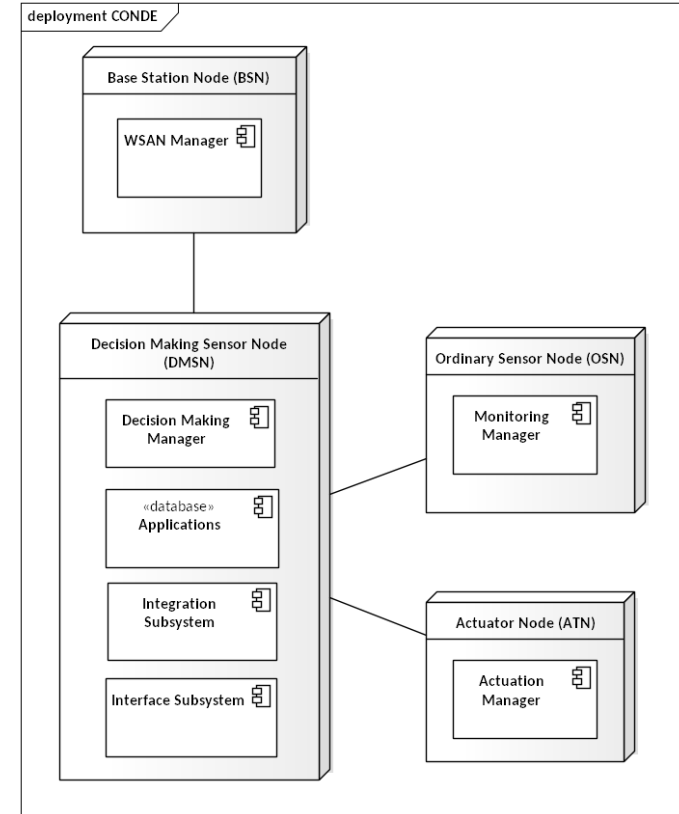 deployment CONDE
Base Station Node (BSN)
WSAN Manager
Decision Making Sensor Node
(DMSN)
Decision Making
Manager
«database»
Applications
Integration
Subsystem
Interface Subsystem
Ordinary Sensor Node (OSN)
Monitoring
Manager
Actuator Node (ATN)
Actuation
Manager